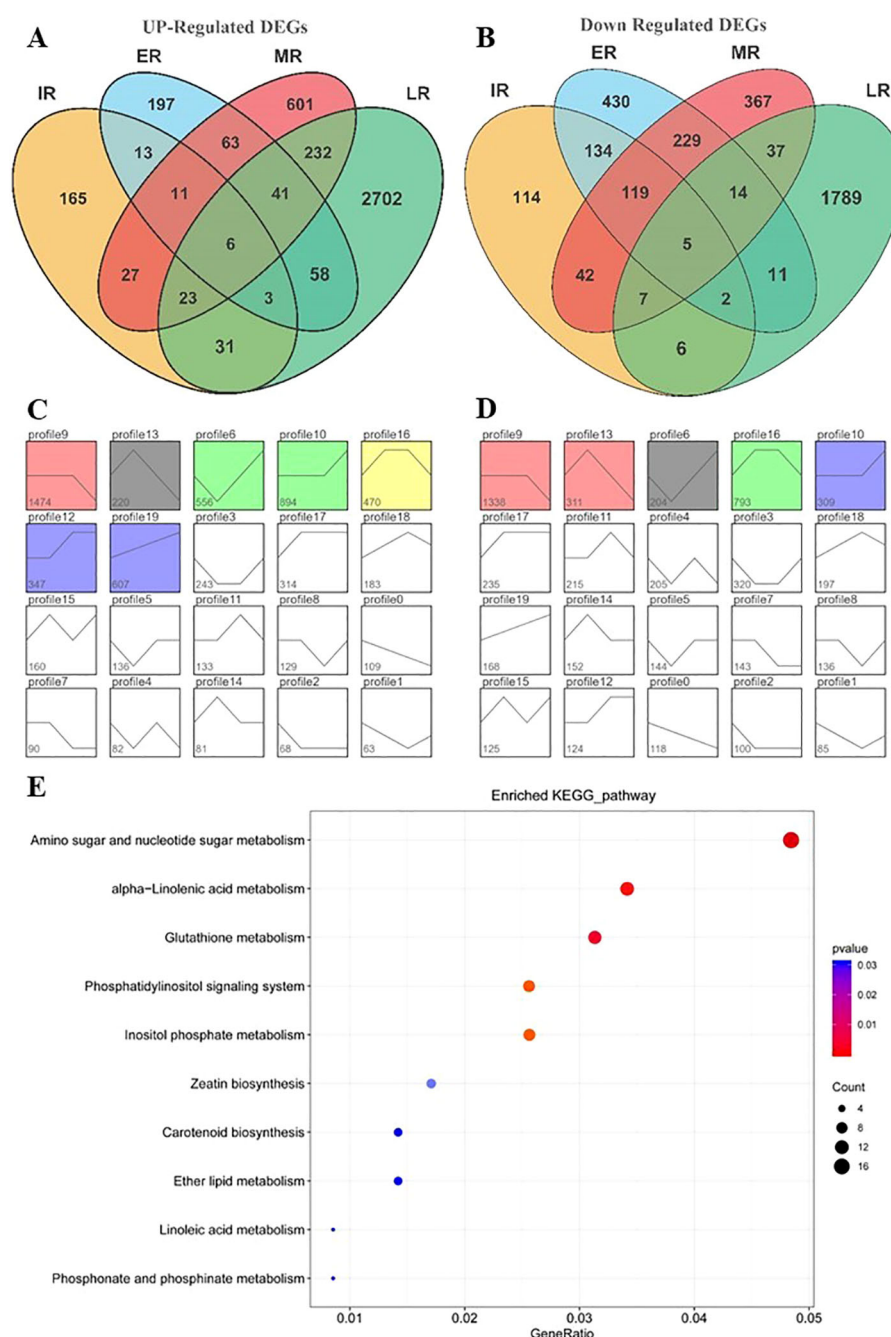 A
UP-Regulated DEGs
B
Down Regulated DEGs
ER
MR
IR
LR
197
601
13
63
232
165
11
41
2702
6
27
58
23
3
31
ER
MR
IR
LR
430
367
134
229
37
114
119
14
1789
5
42
11
7
2
6
C
profile9
profile13
profile6
profile10
profile16
1474
220
556
894
470
profile12
profile19
profile3
profile17
profile18
347
607
243
314
183
profile15
profile5
profile11
profile8
profile0
160
136
133
129
109
profile7
profile4
profile14
profile2
profile1
90
82
81
68
63
D
profile9
profile13
profile6
profile16
profile10
1338
311
204
793
309
profile17
profile11
profile4
profile3
profile18
235
215
205
320
197
profile19
profile14
profile5
profile7
profile8
168
152
144
143
136
profile15
profile12
profile0
profile2
profile1
125
124
118
100
85
E
Enriched KEGG_pathway
Amino sugar and nucleotide sugar metabolism
alpha−Linolenic acid metabolism
Glutathione metabolism
Phosphatidylinositol signaling system
Inositol phosphate metabolism
Zeatin biosynthesis
Carotenoid biosynthesis
Ether lipid metabolism
Linoleic acid metabolism
Phosphonate and phosphinate metabolism
0.01
0.02
0.03
0.04
0.05
GeneRatio
pvalue
0.03
0.02
0.01
Count
4
8
12
16